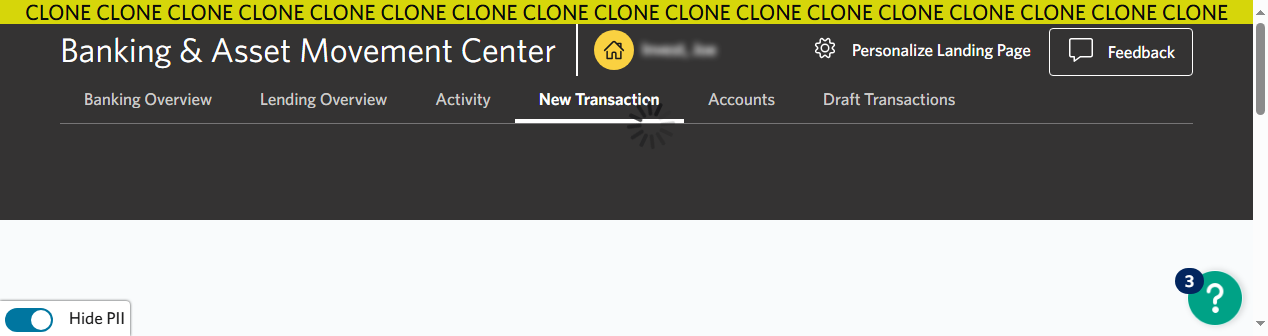 CLONE CLONE CLONE CLONE CLONE CLONE CLONE CLONE CLONE CLONE CLONE CLONE CLONE CLONE CLONE CLONE CLONE
Banking & Asset Movement Center
Personalize Landing Page
Feedback
Banking Overview
Lending Overview
Activity
New Transaction
Accounts
Draft Transactions
3
?
Hide PII